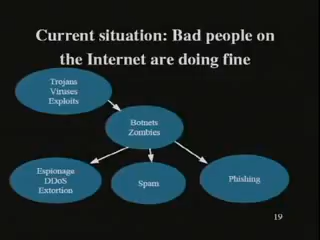 Current situation: Bad people on
the Internet are doing fine
Trojans
Viruses
Exploits
Botnets
Zombies
Espionage
DDoS
Extortion
Spam
Phishing
19